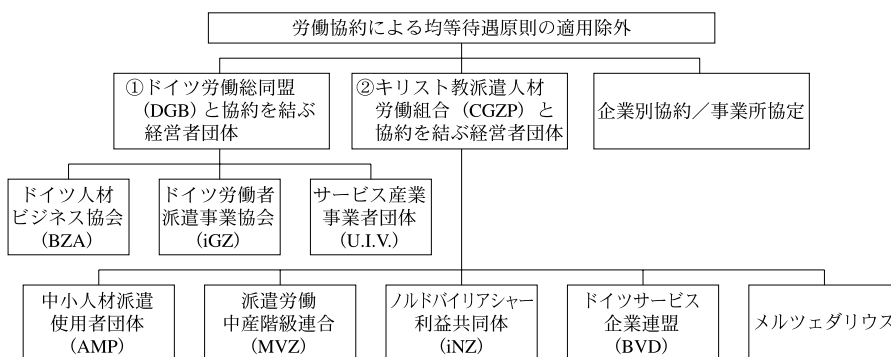 労働協約による均等待遇原則の適用除外
①ドイツ労働総同盟
(DGB)と協約を結ぶ
経営者団体
②キリスト教派遣人材
労働組合(CGZP)と
協約を結ぶ経営者団体
企業別協約/事業所協定
ドイツ人材
ビジネス協会
(BZA)
ドイツ労働者
派遣事業協会
(iGZ)
サービス産業
事業者団体
(U.I.V.)
中小人材派遣
使用者団体
(AMP)
派遣労働
中産階級連合
(MVZ)
ノルドバイリアシャー
利益共同体
(iNZ)
ドイツサービス
企業連盟
(BVD)
メルツェダリウス